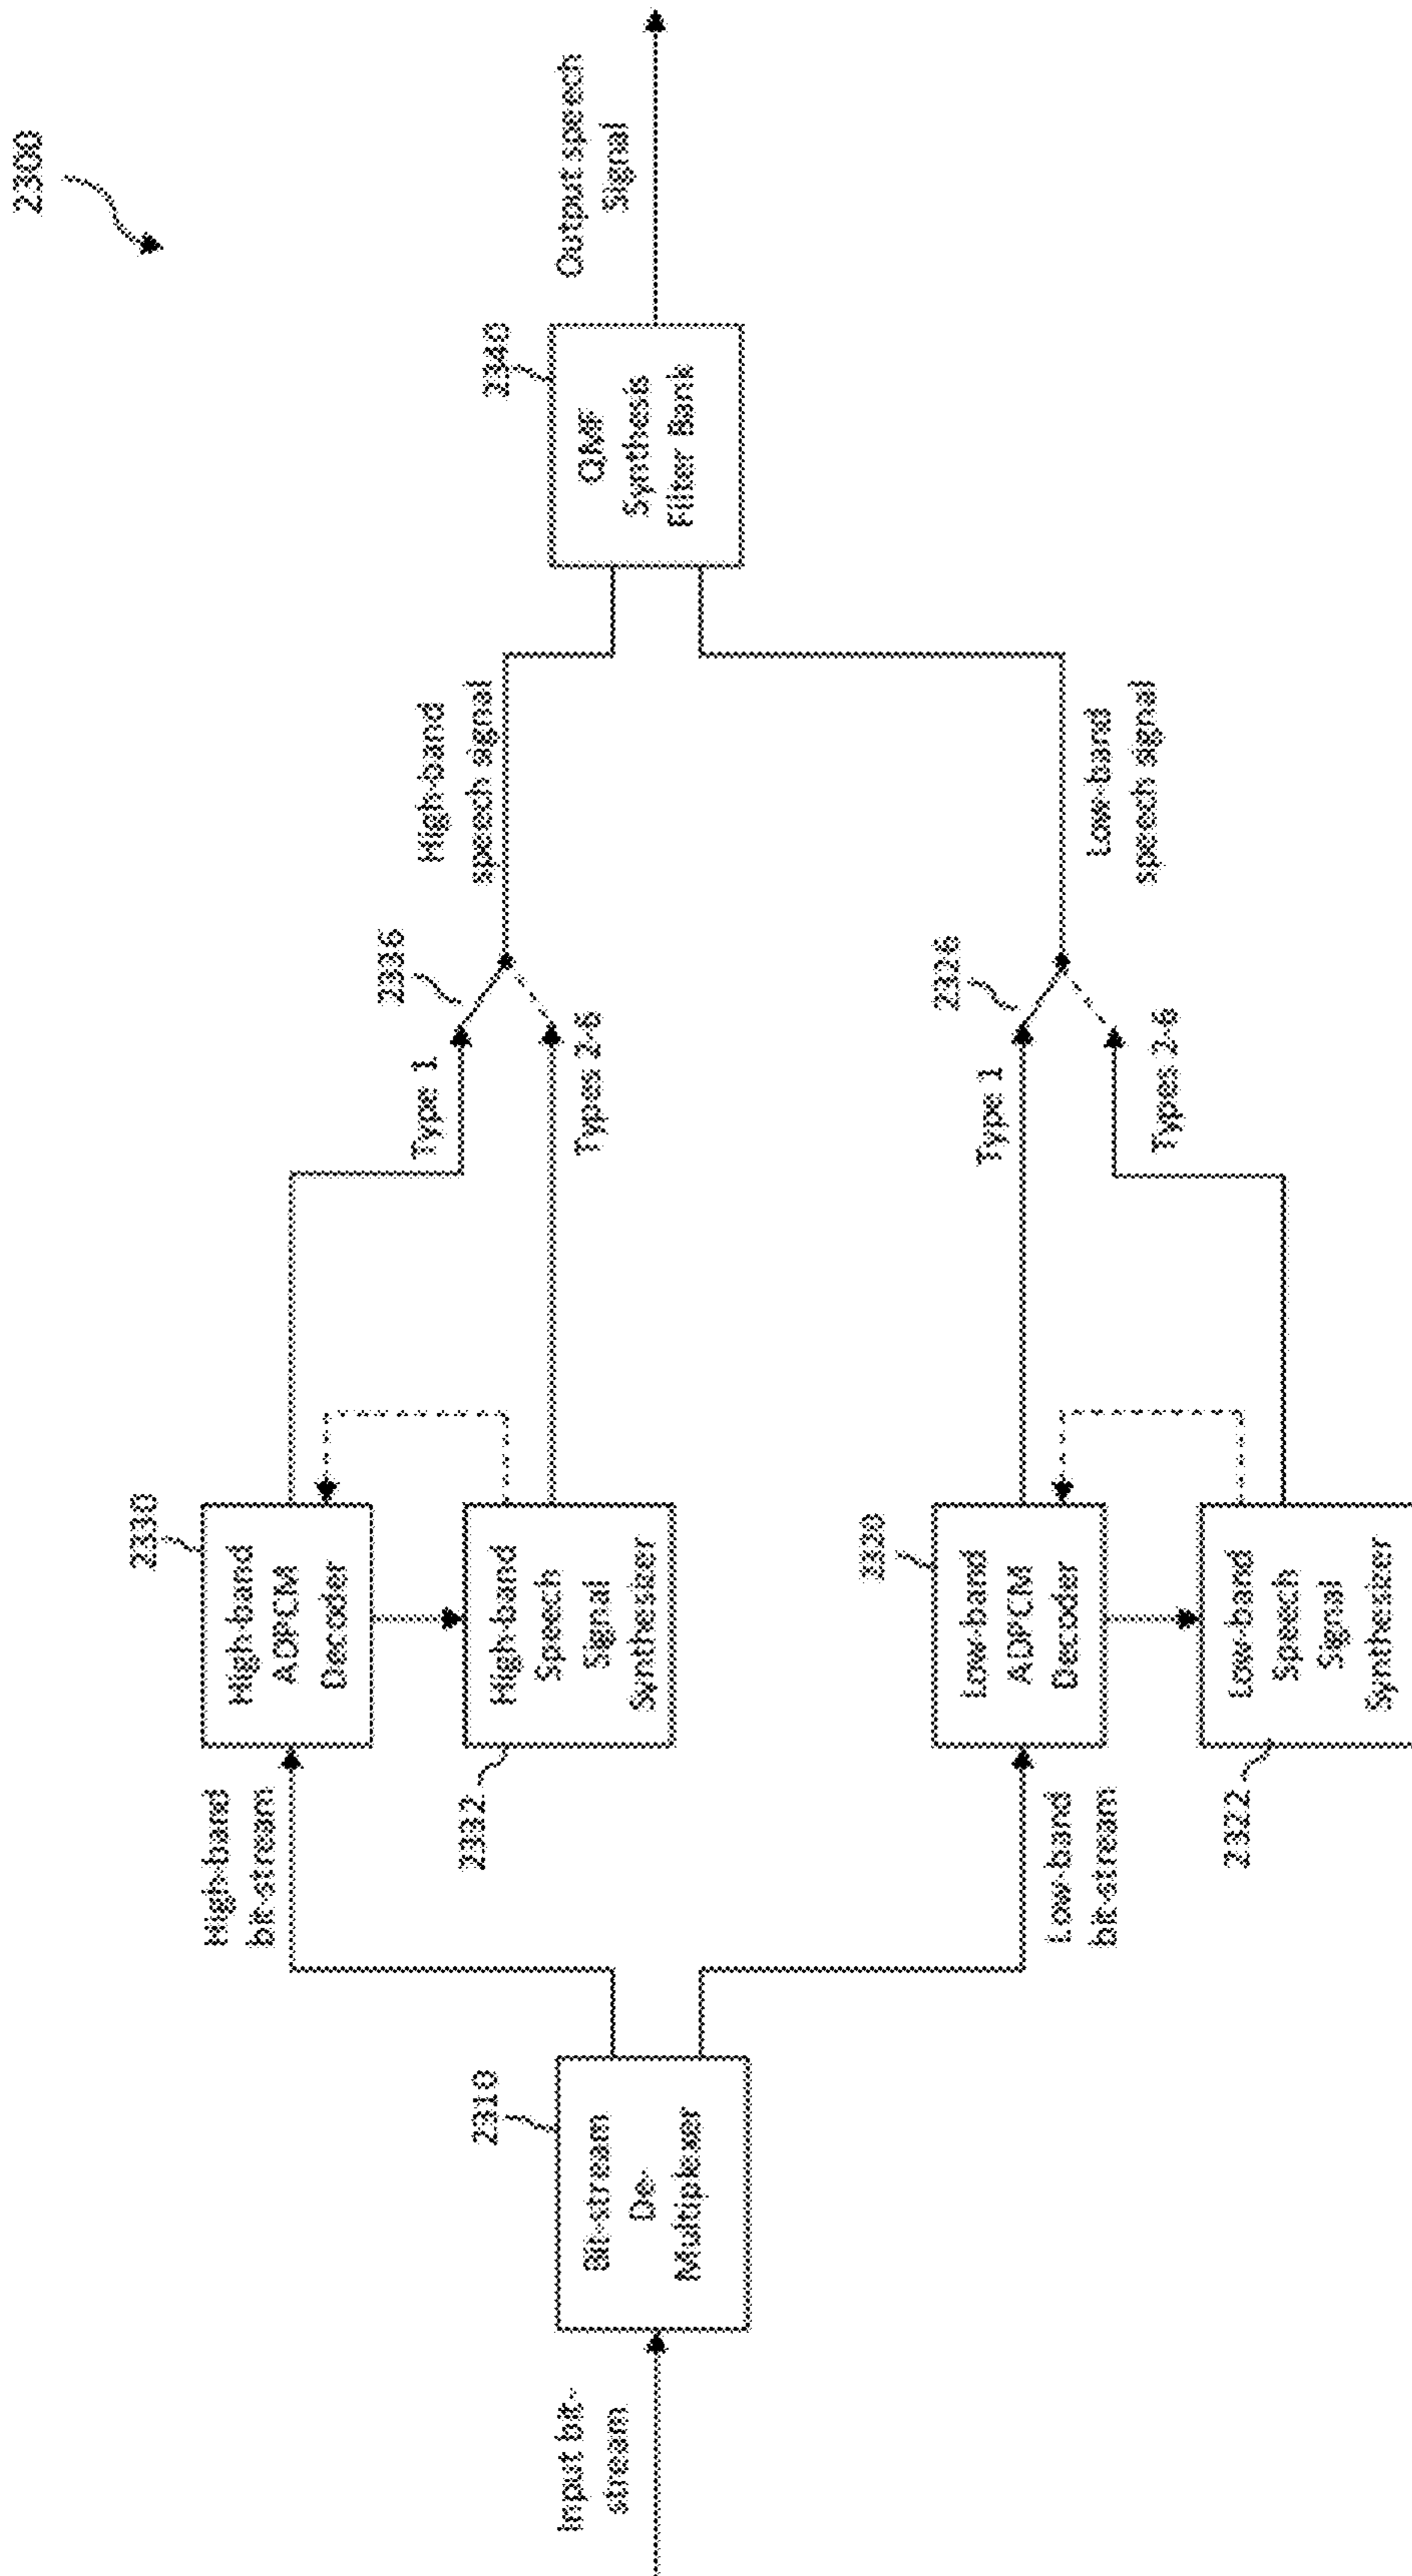 2300
Input bit-
stream
2310
Bit-stream
De-
Multiplexer
High-band
bit-stream
2330
High-band
ADPCM
Decoder
2332
High-band
Speech
Signal
Synthesizer
Type 1
2336
Types 2-6
High-band
speech signal
Low-band
bit-stream
2320
Low-band
ADPCM
Decoder
2322
Low-band
Speech
Signal
Synthesizer
Type 1
2326
Types 2-6
Low-band
speech signal
2340
QMF
Synthesis
Filter Bank
Output speech
Signal